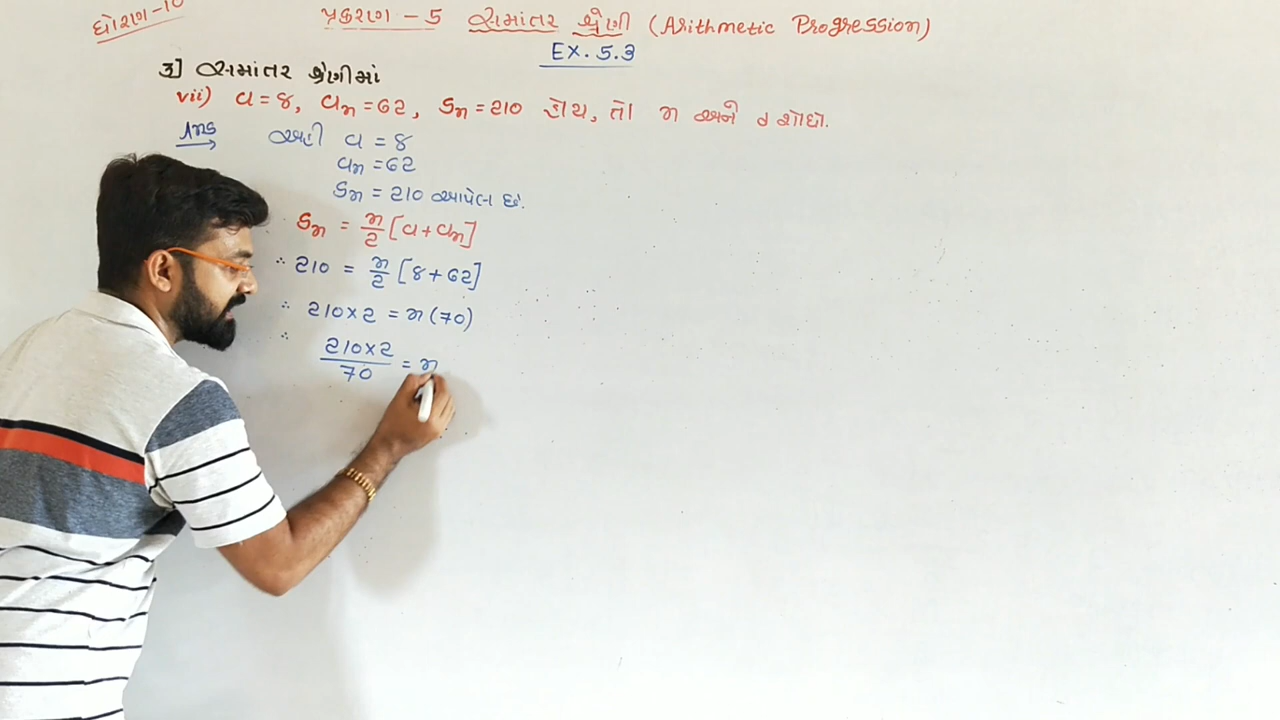 ધોરણ-10
પ્રકરણ - 5 સમાંતર શ્રેણી (Arithmetic Progression)
EX. 5.3
3] સમાંતર શ્રેણીમાં
vii) a = 8, an = 62, Sn = 210 હોય, તો n અને d શોધો.
Ans અહીં a = 8
an = 62
Sn = 210 આપેલ છે.
Sn = n/2 [a + an]
∴ 210 = n/2 [8 + 62]
∴ 210 × 2 = n (70)
∴ 210 × 2 / 70 = n